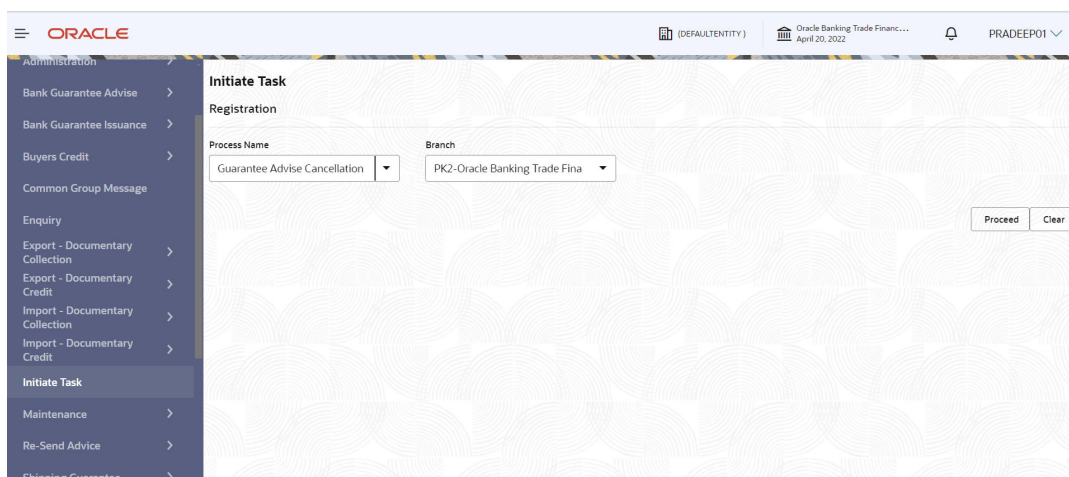 ORACLE
(DEFAULTENTITY)
Oracle Banking Trade Financ...
April 20, 2022
PRADEEP01
Administration
Bank Guarantee Advise
Bank Guarantee Issuance
Buyers Credit
Common Group Message
Enquiry
Export - Documentary
Collection
Export - Documentary
Credit
Import - Documentary
Collection
Import - Documentary
Credit
Initiate Task
Maintenance
Re-Send Advice
Shipping Guarantee
Initiate Task
Registration
Process Name
Branch
Guarantee Advise Cancellation
PK2-Oracle Banking Trade Fina
Proceed
Clear